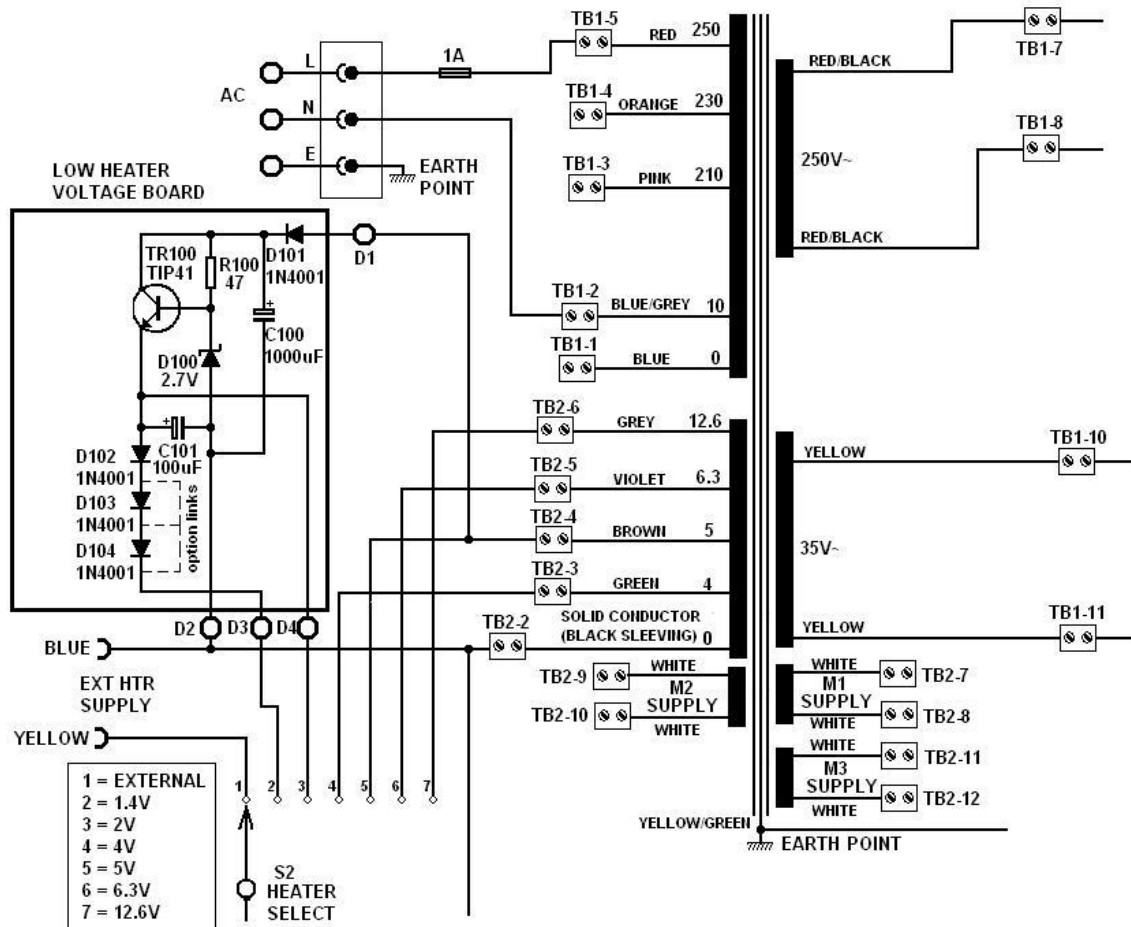 TB1-5
RED
250
TB1-7
L
1A
RED/BLACK
AC
TB1-4
ORANGE
230
N
TB1-8
TB1-3
250V~
E
EARTH
POINT
PINK
210
LOW HEATER
VOLTAGE BOARD
RED/BLACK
TR100
TIP41
R100
47
D101
1N4001
D1
TB1-2
BLUE/GREY
10
+
C100
1000uF
TB1-1
BLUE
0
D100
2.7V
TB2-6
GREY
12.6
+
C101
100uF
TB1-10
YELLOW
D102
1N4001
TB2-5
VIOLET
6.3
D103
1N4001
option links
TB2-4
BROWN
5
35V~
D104
1N4001
TB2-3
GREEN
4
SOLID CONDUCTOR
(BLACK SLEEVING)
0
TB1-11
D2
D3
D4
TB2-2
YELLOW
BLUE
EXT HTR
SUPPLY
TB2-9
WHITE
M2
SUPPLY
TB2-10
WHITE
WHITE
TB2-7
M1
SUPPLY
WHITE
TB2-8
YELLOW
WHITE
TB2-11
M3
SUPPLY
WHITE
TB2-12
1 2 3 4 5 6 7
1 = EXTERNAL
2 = 1.4V
3 = 2V
4 = 4V
5 = 5V
6 = 6.3V
7 = 12.6V
YELLOW/GREEN
EARTH POINT
S2
HEATER
SELECT